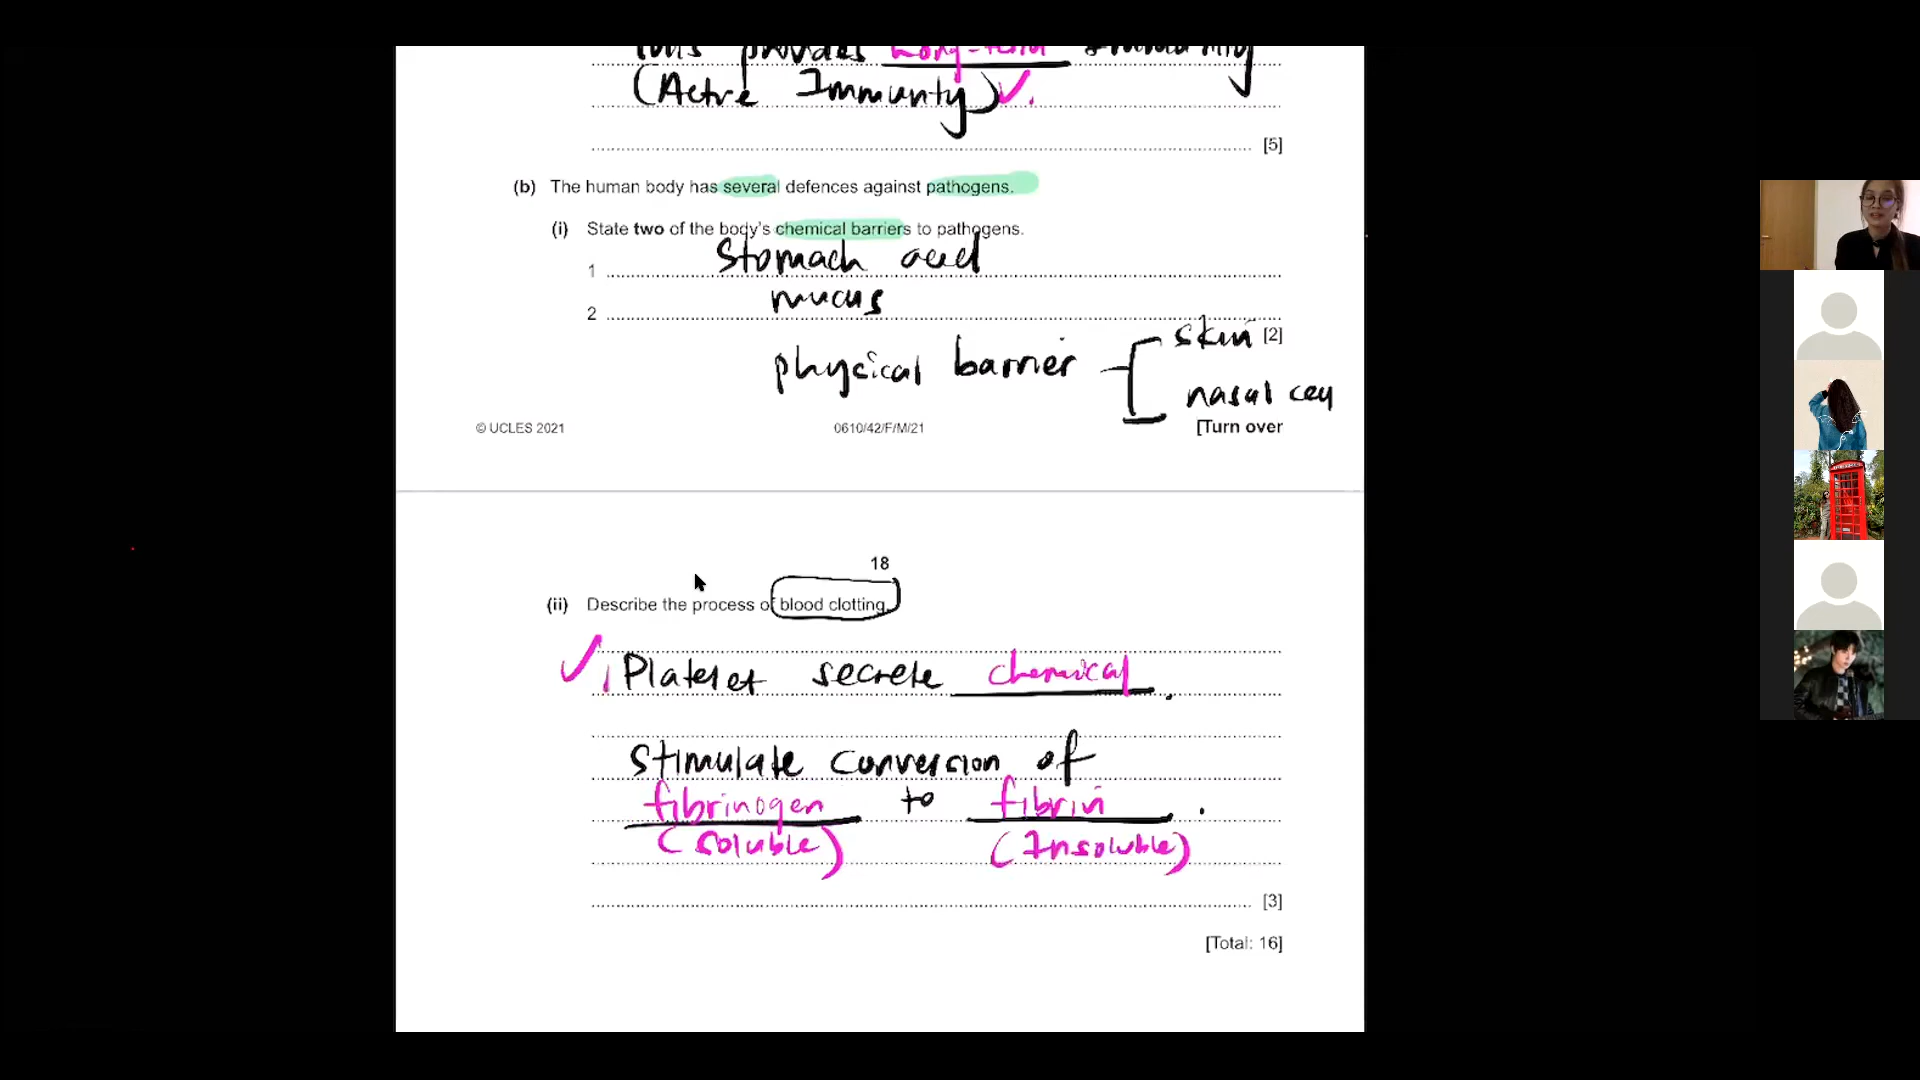 (Actre Immunty) ✓.
[5]
(b) The human body has several defences against pathogens.
(i) State two of the body's chemical barriers to pathogens.
1 Stomach acid
2 mucus
[2]
physical barrier
skin
nasal
© UCLES 2021 0610/42/F/M/21 [Turn over
18
(ii) Describe the process of blood clotting.
✓ Platelet secrete chemical.
Stimulate conversion of
fibrinogen to fibrin.
(soluble) (Insoluble)
[3]
[Total: 16]